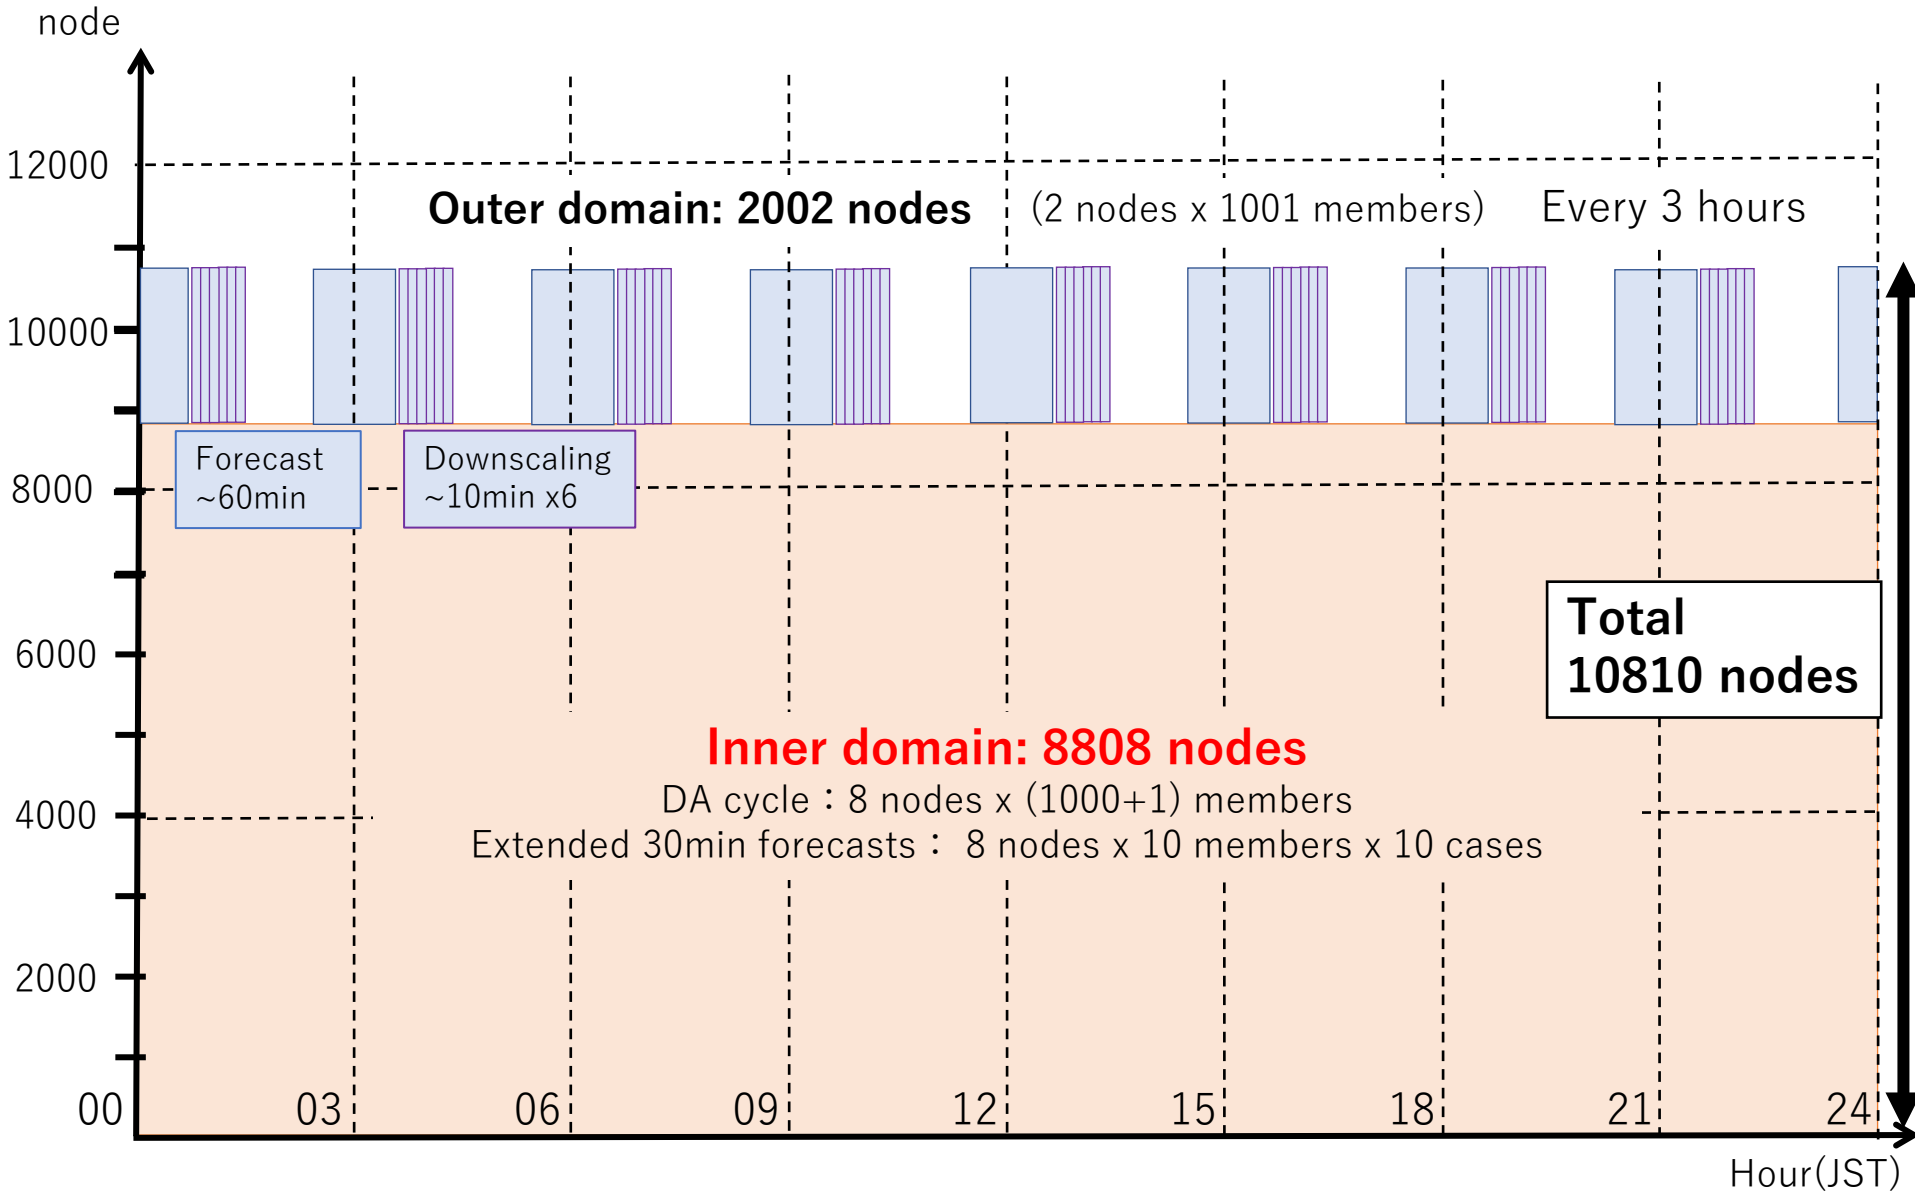 node
12000
Outer domain: 2002 nodes (2 nodes x 1001 members) Every 3 hours
10000
Forecast
~60min
Downscaling
~10min x6
8000
6000
Total
10810 nodes
Inner domain: 8808 nodes
DA cycle：8 nodes x (1000+1) members
4000
Extended 30min forecasts： 8 nodes x 10 members x 10 cases
2000
00 03 06 09 12 15 18 21 24
Hour(JST)